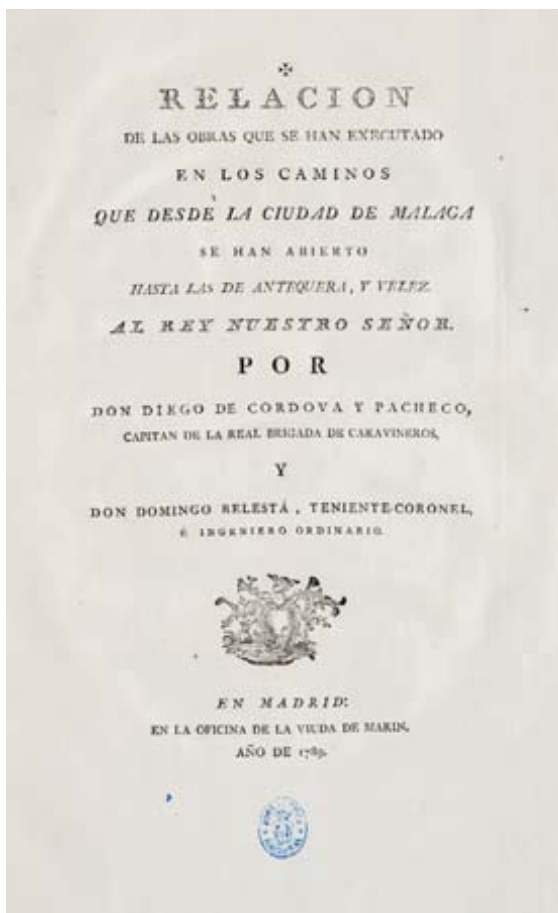 RELACION
DE LAS OBRAS QUE SE HAN EXECUTADO
EN LOS CAMINOS
QUE DESDE LA CIUDAD DE MALAGA
SE HAN ABIERTO
HASTA LAS DE ANTEQUERA, Y VELEZ.
AL REY NUESTRO SEÑOR.
POR
DON DIEGO DE CORDOVA Y PACHECO,
CAPITAN DE LA REAL BRIGADA DE CARAVINEROS,
Y
DON DOMINGO BELESTÁ, TENIENTE-CORONEL,
É INGENIERO ORDINARIO.
EN MADRID:
EN LA OFICINA DE LA VIUDA DE MARIN.
AÑO DE 1789.